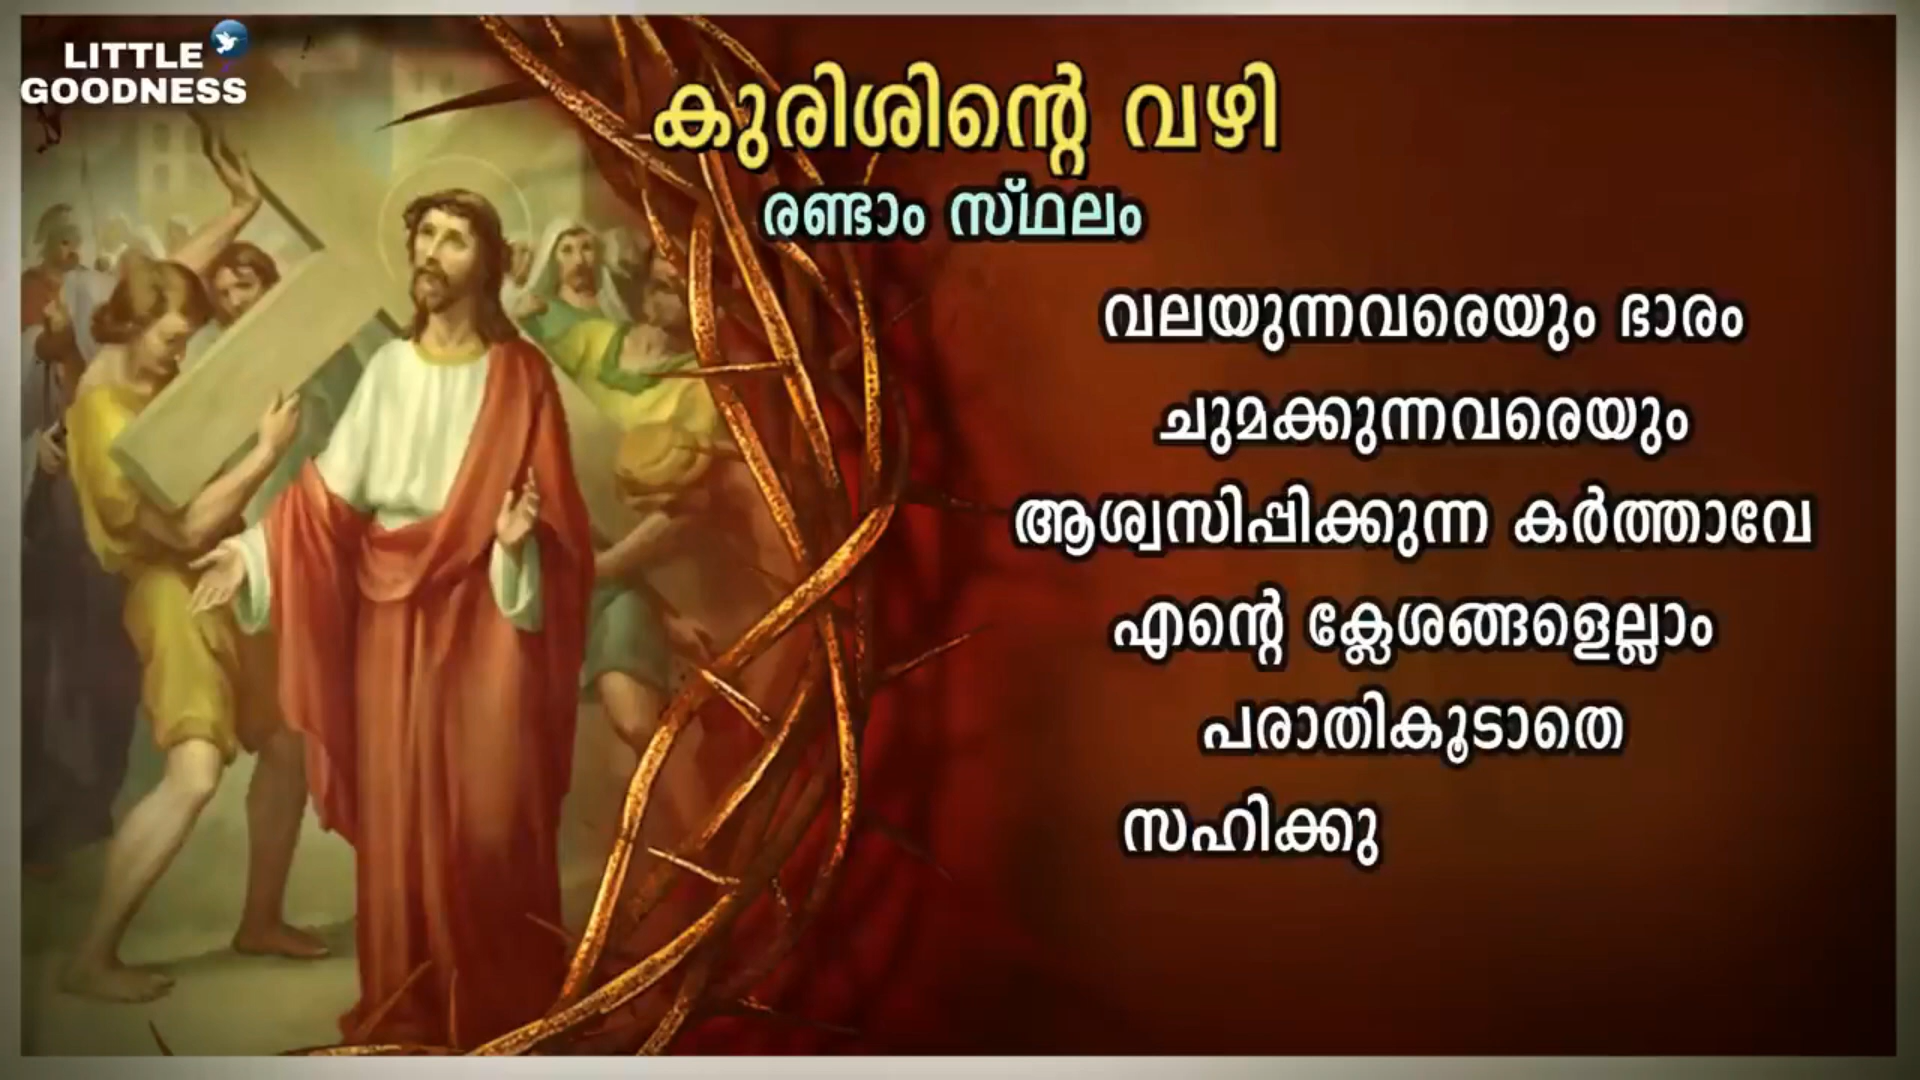 LITTLE
GOODNESS
കുരിശിന്റെ വഴി
രണ്ടാം സ്ഥലം
വലയുന്നവരെയും ഭാരം
ചുമക്കുന്നവരെയും
ആശ്വസിപ്പിക്കുന്ന കർത്താവേ
എന്റെ ക്ലേശങ്ങളെല്ലാം
പരാതികൂടാതെ
സഹിക്കു